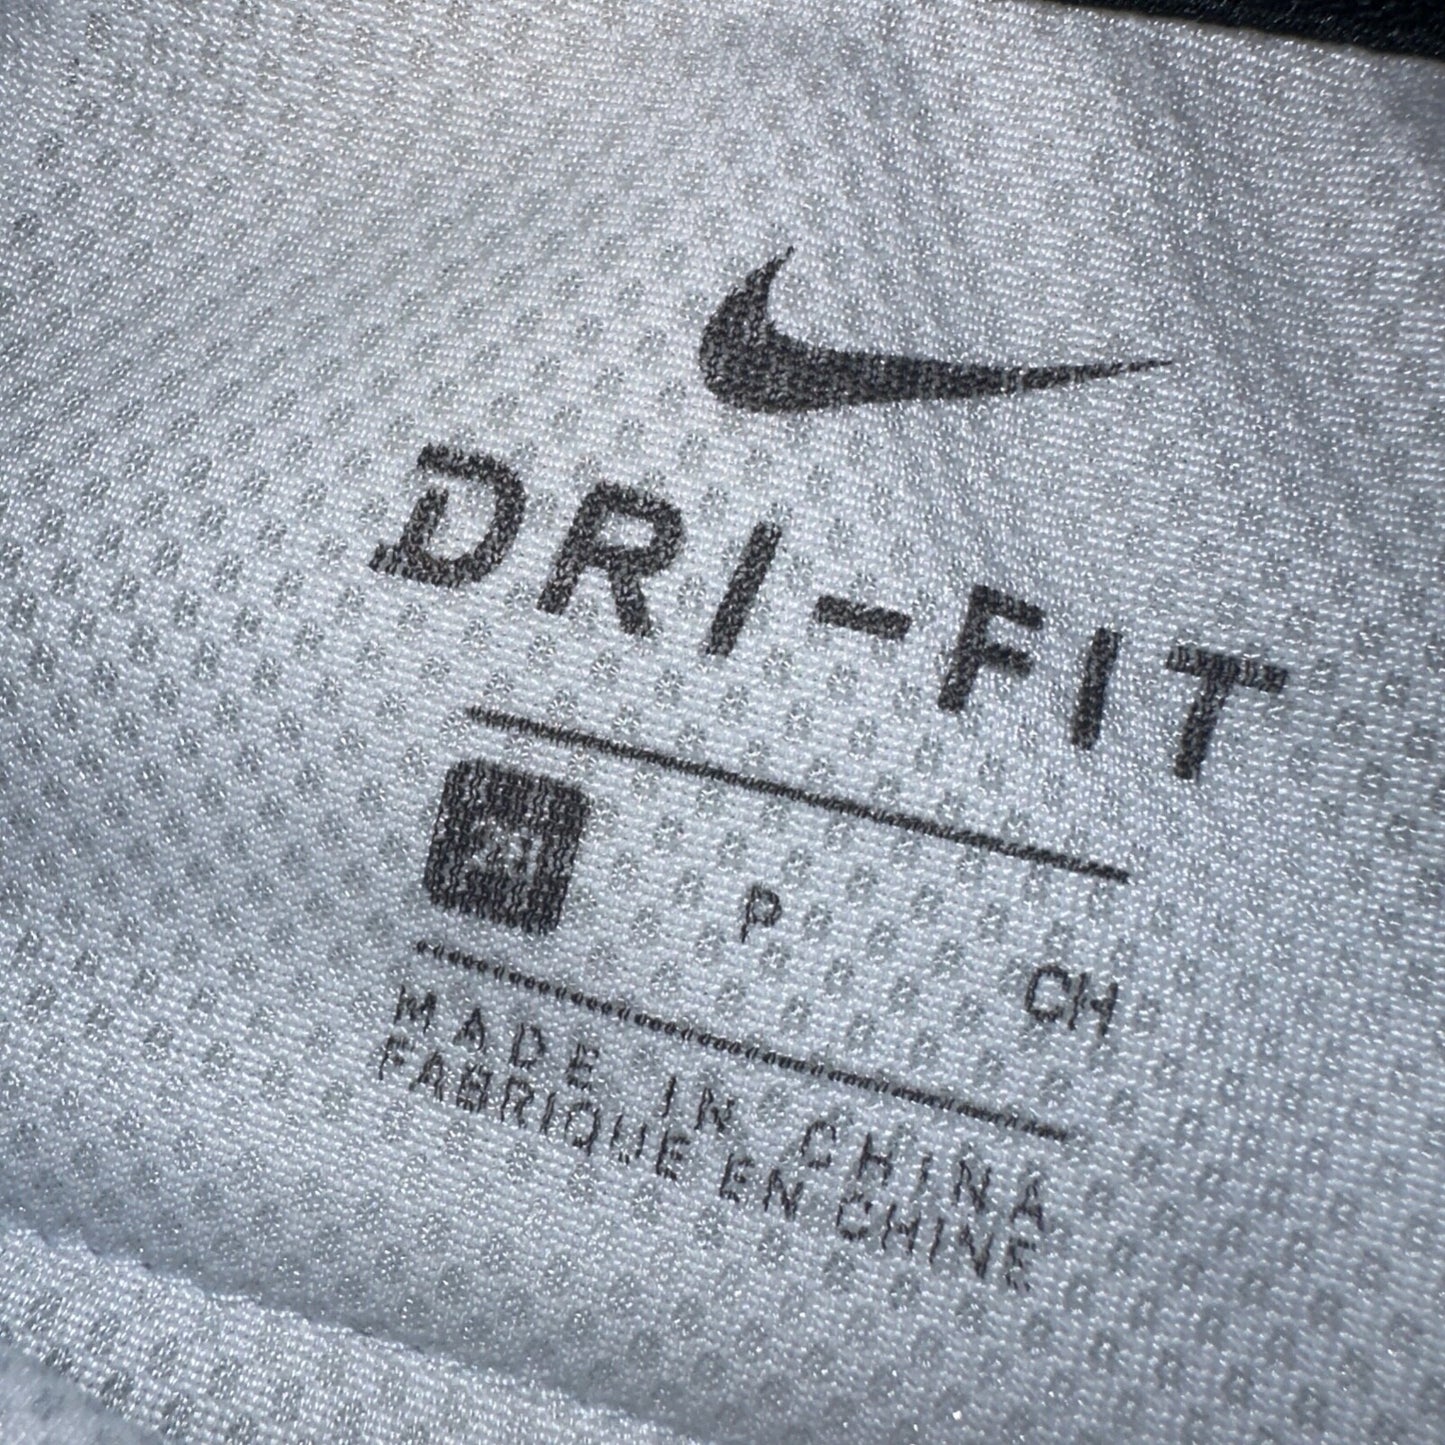 DRI-FIT
P CH
MADE IN CHINA
FABRIQUE EN CHINE